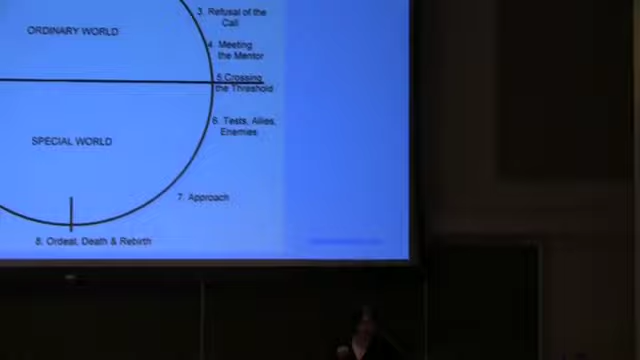 3. Refusal of the
Call
ORDINARY WORLD
4. Meeting
the Mentor
5.Crossing
the Threshold
6. Tests, Allies,
Enemies
SPECIAL WORLD
7. Approach
8. Ordeal, Death & Rebirth